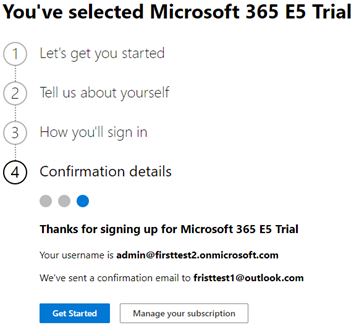 You've selected Microsoft 365 E5 Trial
1 Let's get you started
2 Tell us about yourself
3 How you'll sign in
4 Confirmation details
Thanks for signing up for Microsoft 365 E5 Trial
Your username is admin@firsttest2.onmicrosoft.com
We've sent a confirmation email to fristtest1@outlook.com
Get Started Manage your subscription